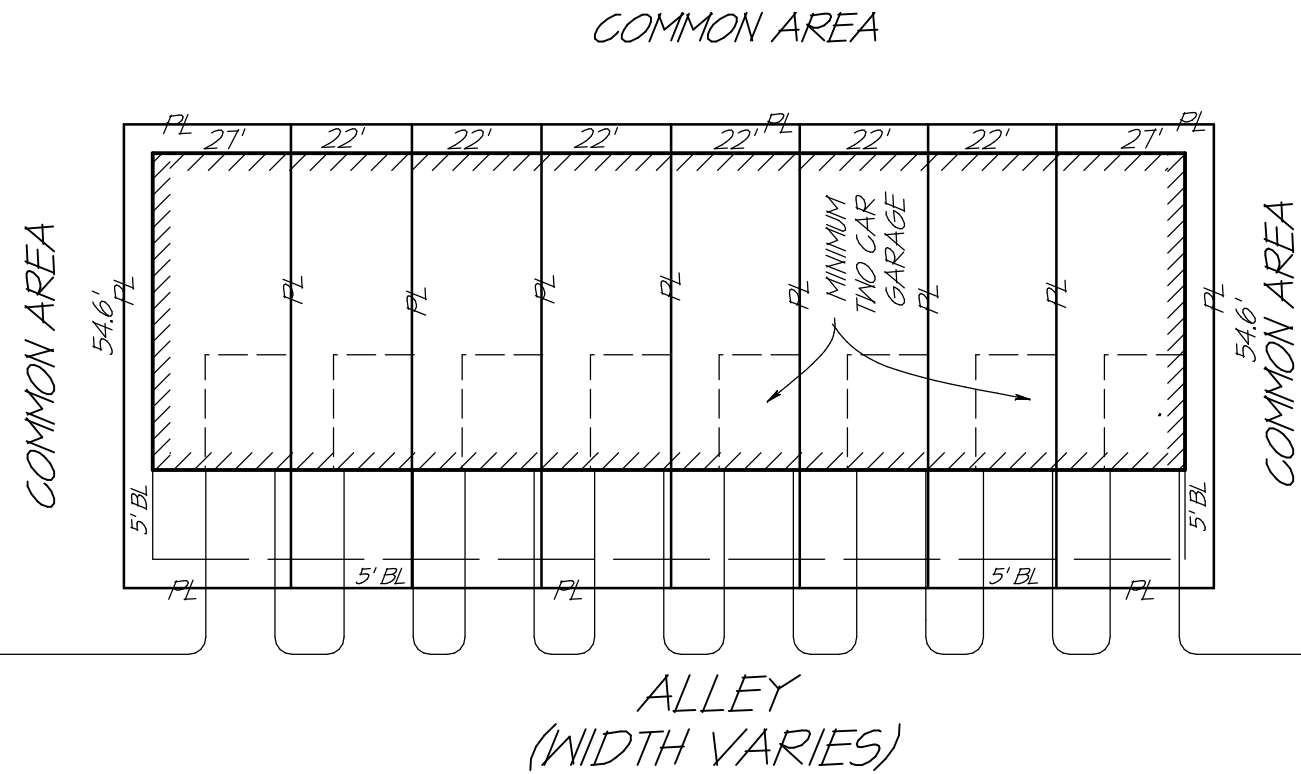 COMMON AREA
PL
PL
PL
27'
22'
22'
22'
22'
22'
22'
27'
COMMON AREA
54.6'
PL
PL
PL
PL
PL
PL
PL
PL
PL
MINIMUM
TWO CAR
GARAGE
54.6'
COMMON AREA
5' BL
5' BL
5' BL
5' BL
PL
PL
PL
ALLEY
(WIDTH VARIES)